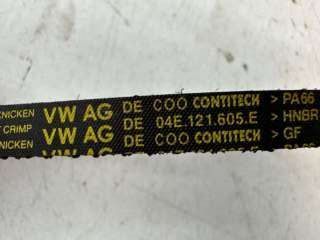 KNICKEN VW AG DE COO CONTITECH > PA66
T CRIMP VW AG DE 04E.121.605.E > HNBR
NICKEN VW AG DE COO CONTITECH > GF